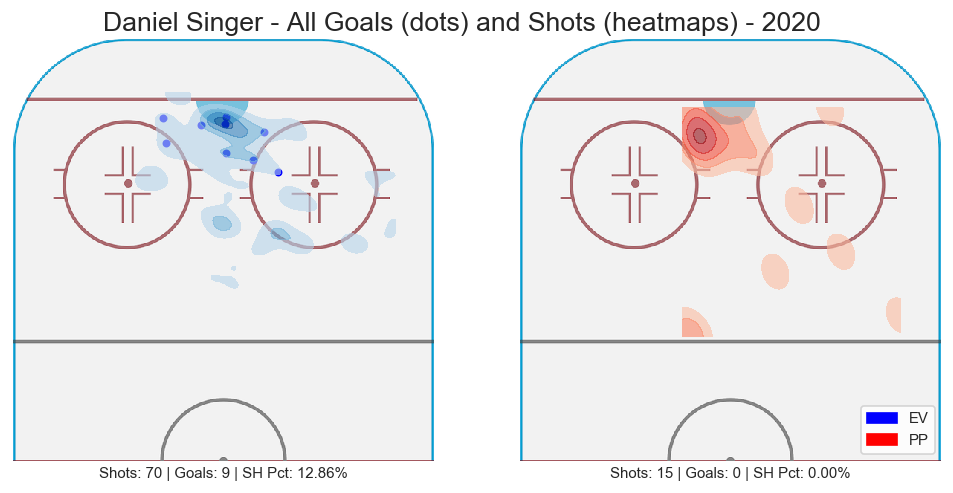 Daniel Singer - All Goals (dots) and Shots (heatmaps) - 2020
EV
PP
Shots: 70 | Goals: 9 | SH Pct: 12.86%
Shots: 15 | Goals: 0 | SH Pct: 0.00%